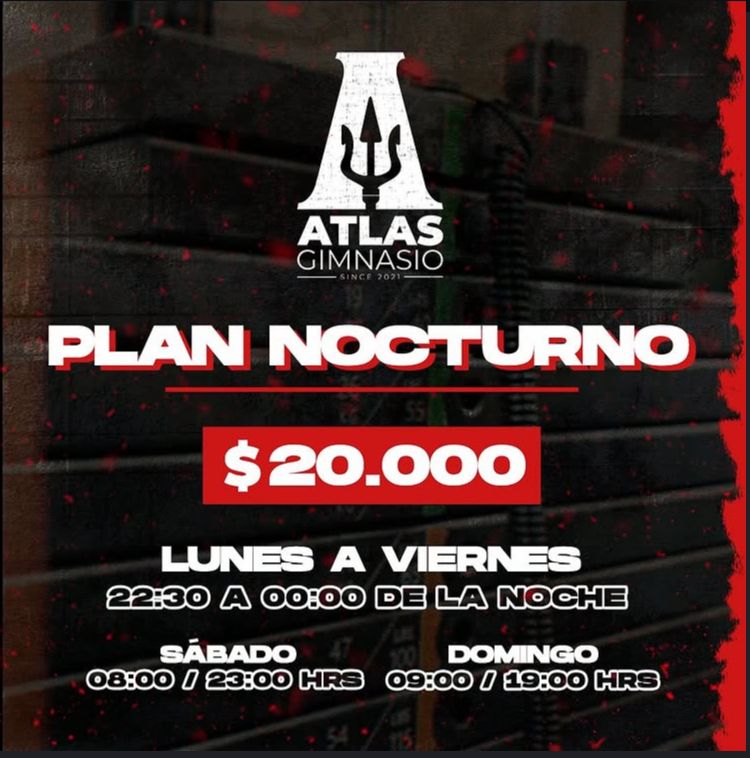 ATLAS
GIMNASIO
SINCE 2021
PLAN NOCTURNO
$20.000
LUNES A VIERNES
22:30 A 00:00 DE LA NOCHE
SÁBADO
08:00 / 23:00 HRS
DOMINGO
09:00 / 19:00 HRS